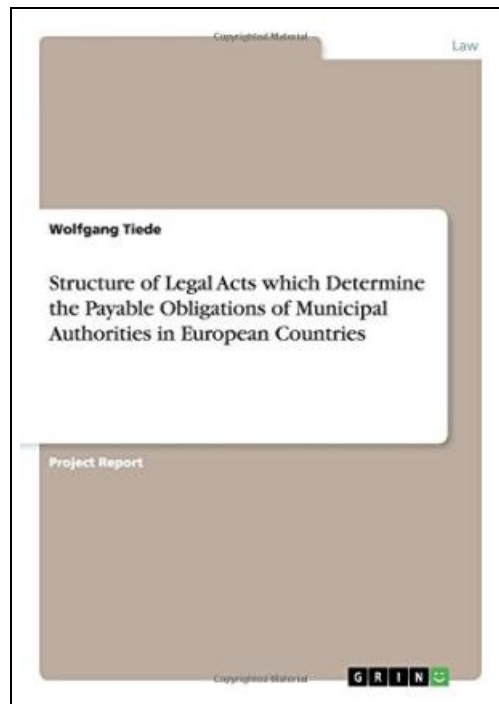 Copyrighted Material
Law
Wolfgang Tiede
Structure of Legal Acts which Determine
the Payable Obligations of Municipal
Authorities in European Countries
Project Report
Copyrighted Material
GRIN